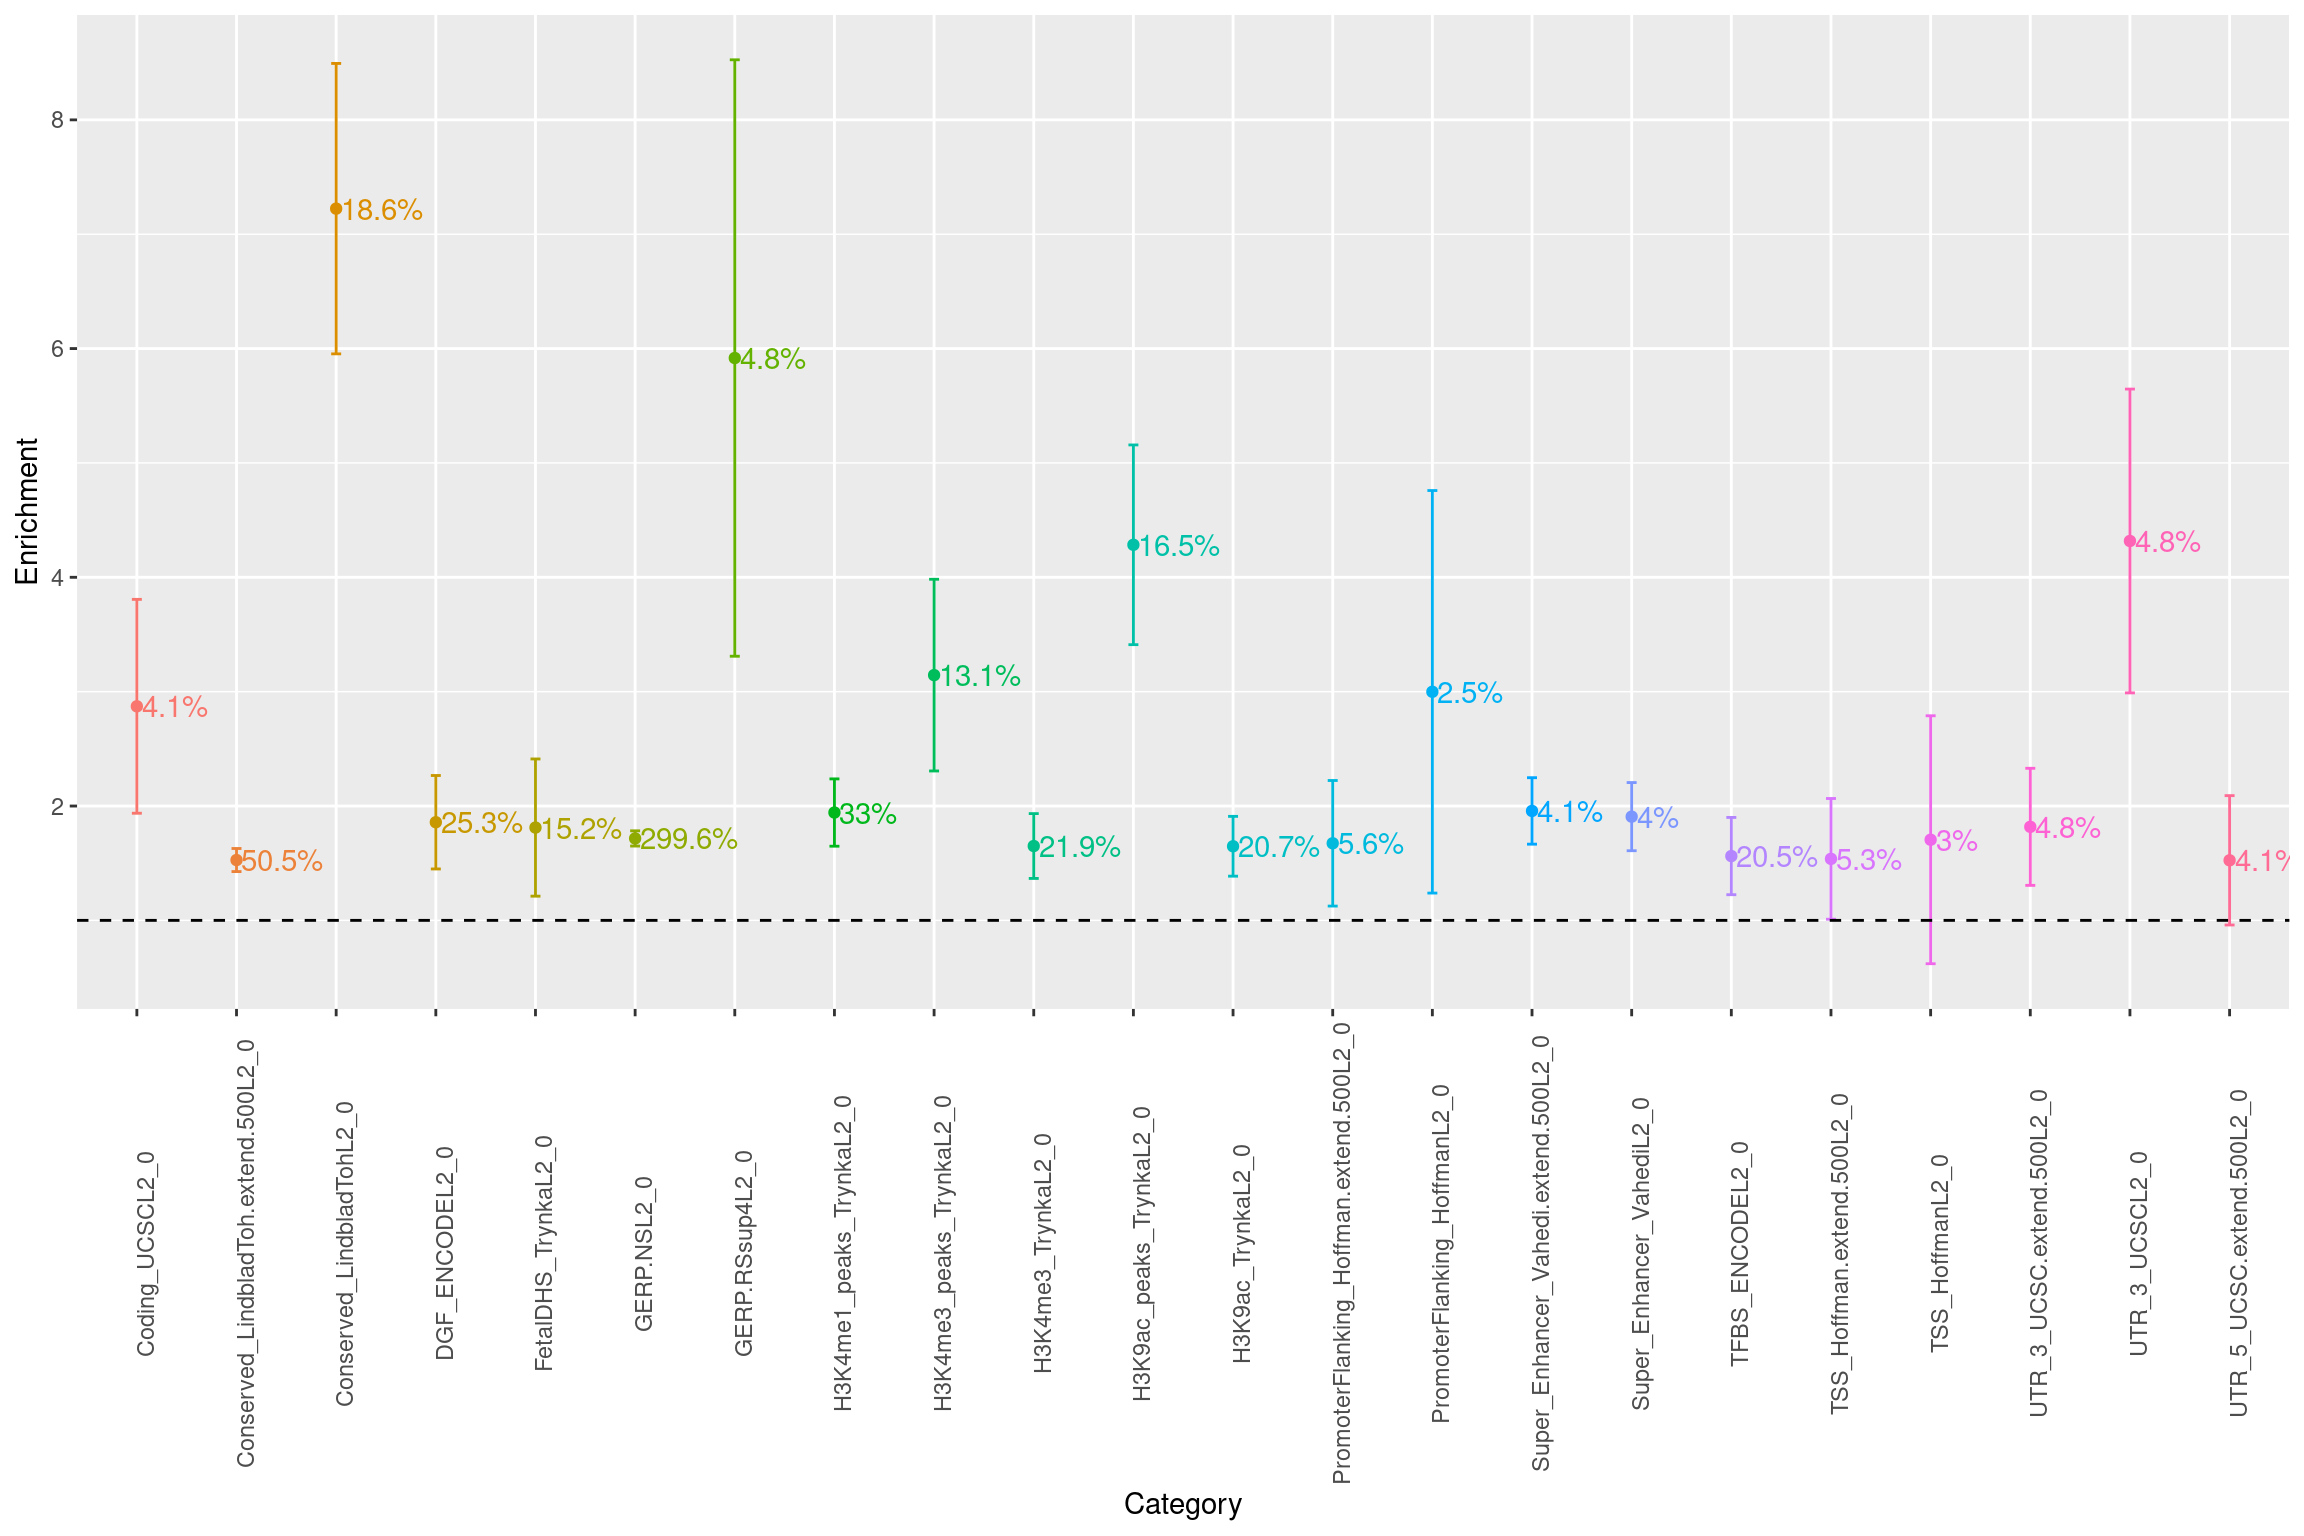 Enrichment
8
6
4
2
4.1%
50.5%
18.6%
25.3%
15.2%
299.6%
4.8%
33%
13.1%
21.9%
16.5%
20.7%
5.6%
2.5%
4.1%
4%
20.5%
5.3%
3%
4.8%
4.8%
4.1%
Coding_UCSCL2_0
Conserved_LindbladToh.extend.500L2_0
Conserved_LindbladTohL2_0
DGF_ENCODEL2_0
FetalDHS_TrynkaL2_0
GERP.NSL2_0
GERP.RSsup4L2_0
H3K4me1_peaks_TrynkaL2_0
H3K4me3_peaks_TrynkaL2_0
H3K4me3_TrynkaL2_0
H3K9ac_peaks_TrynkaL2_0
H3K9ac_TrynkaL2_0
PromoterFlanking_Hoffman.extend.500L2_0
PromoterFlanking_HoffmanL2_0
Super_Enhancer_Vahedi.extend.500L2_0
Super_Enhancer_VahediL2_0
TFBS_ENCODEL2_0
TSS_Hoffman.extend.500L2_0
TSS_HoffmanL2_0
UTR_3_UCSC.extend.500L2_0
UTR_3_UCSCL2_0
UTR_5_UCSC.extend.500L2_0
Category